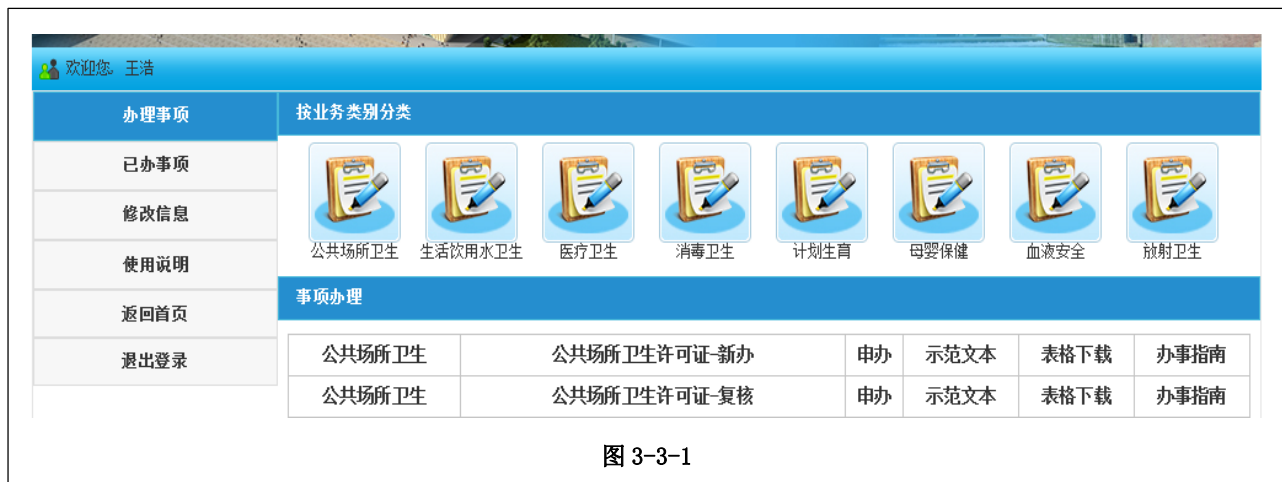 欢迎您。 王浩
办理事项
已办事项
修改信息
使用说明
返回首页
退出登录
按业务类别分类
公共场所卫生 生活饮用水卫生 医疗卫生 消毒卫生 计划生育 母婴保健 血液安全 放射卫生
事项办理
公共场所卫生 公共场所卫生许可证-新办 申办 示范文本 表格下载 办事指南
公共场所卫生 公共场所卫生许可证-复核 申办 示范文本 表格下载 办事指南
图 3-3-1